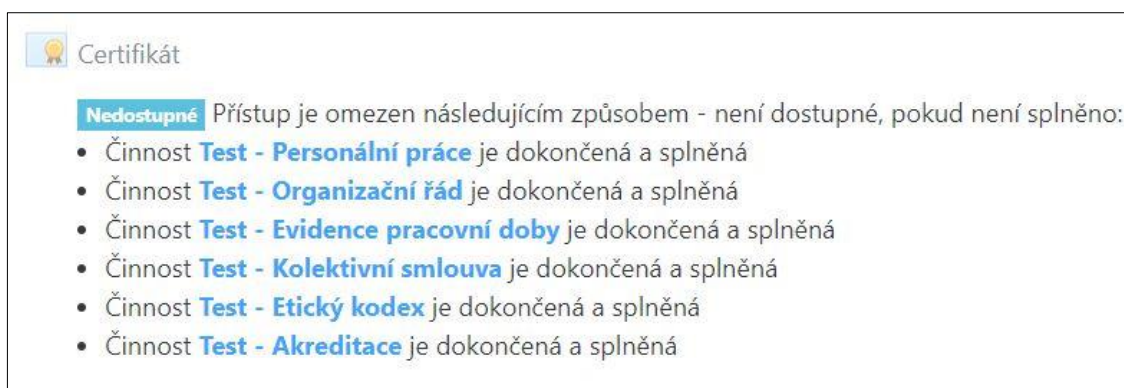 Certifikát
Nedostupné Přístup je omezen následujícím způsobem - není dostupné, pokud není splněno:
• Činnost Test - Personální práce je dokončená a splněná
• Činnost Test - Organizační řád je dokončená a splněná
• Činnost Test - Evidence pracovní doby je dokončená a splněná
• Činnost Test - Kolektivní smlouva je dokončená a splněná
• Činnost Test - Etický kodex je dokončená a splněná
• Činnost Test - Akreditace je dokončená a splněná